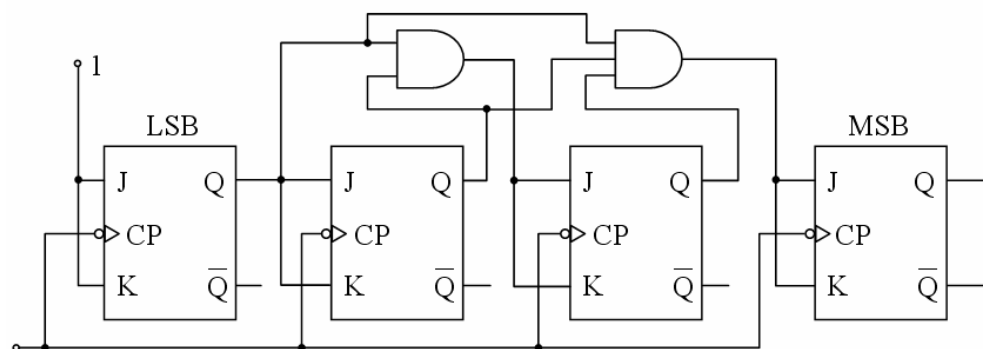 1
LSB
MSB
J Q J Q J Q J Q
CP CP CP CP
K Q̅ K Q̅ K Q̅ K Q̅